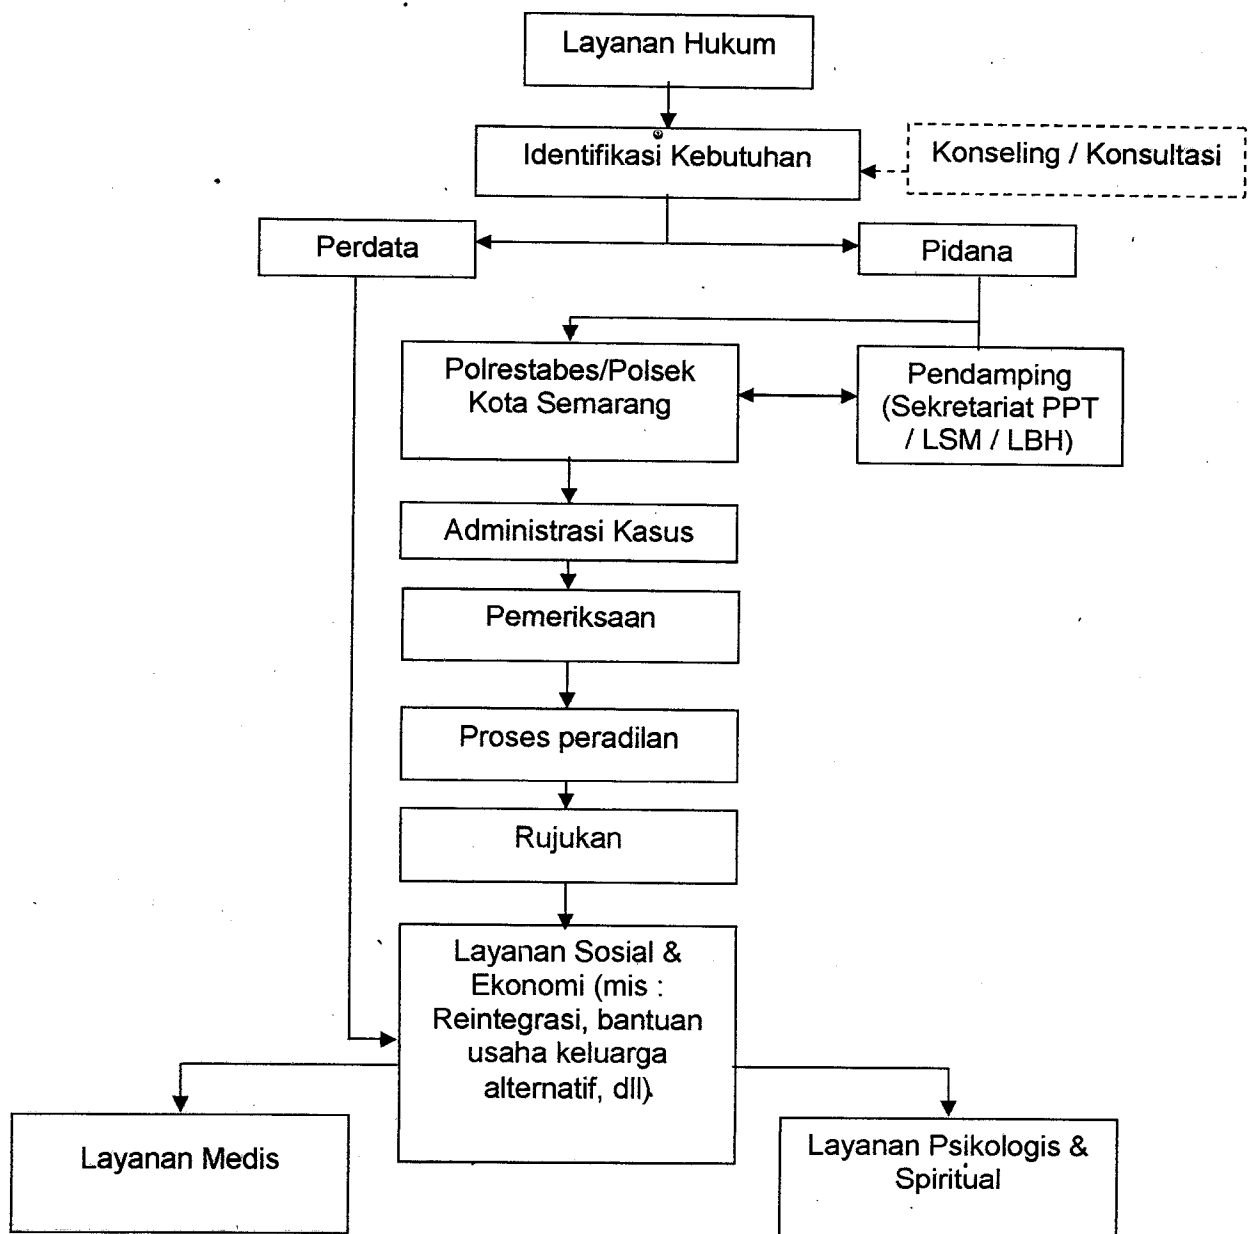 Layanan Hukum
Identifikasi Kebutuhan
Konseling / Konsultasi
Perdata
Pidana
Polrestabes/Polsek
Kota Semarang
Pendamping
(Sekretariat PPT
/ LSM / LBH)
Administrasi Kasus
Pemeriksaan
Proses peradilan
Rujukan
Layanan Sosial &
Ekonomi (mis :
Reintegrasi, bantuan
usaha keluarga
alternatif, dll).
Layanan Medis
Layanan Psikologis &
Spiritual